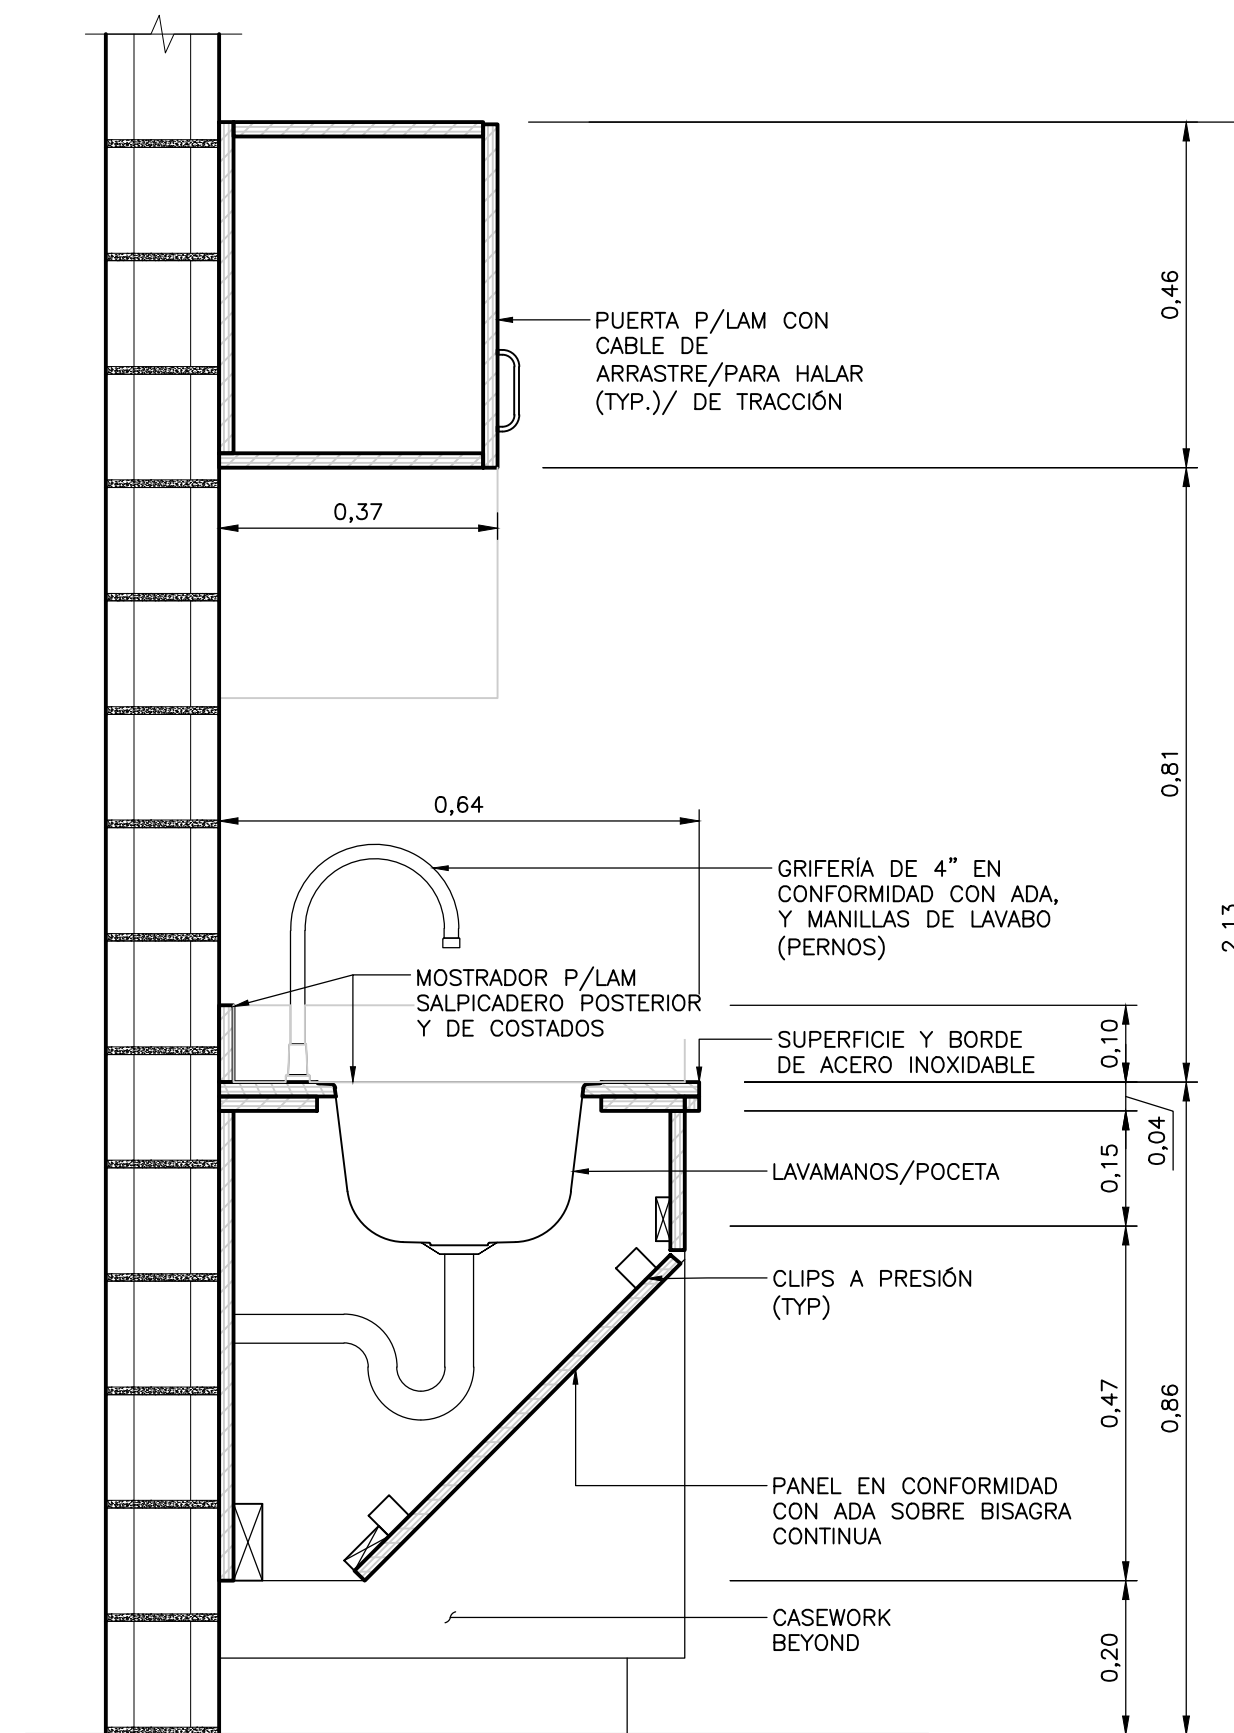 0,46
PUERTA P/LAM CON
CABLE DE
ARRASTRE/PARA HALAR
(TYP.)/ DE TRACCIÓN
0,37
0,81
0,64
GRIFERÍA DE 4” EN
CONFORMIDAD CON ADA,
Y MANILLAS DE LAVABO
(PERNOS)
2,13
MOSTRADOR P/LAM
SALPICADERO POSTERIOR
Y DE COSTADOS
SUPERFICIE Y BORDE
DE ACERO INOXIDABLE
0,10
0,04
0,15
LAVAMANOS/POCETA
CLIPS A PRESIÓN
(TYP)
0,47
0,86
PANEL EN CONFORMIDAD
CON ADA SOBRE BISAGRA
CONTINUA
CASEWORK
BEYOND
0,20